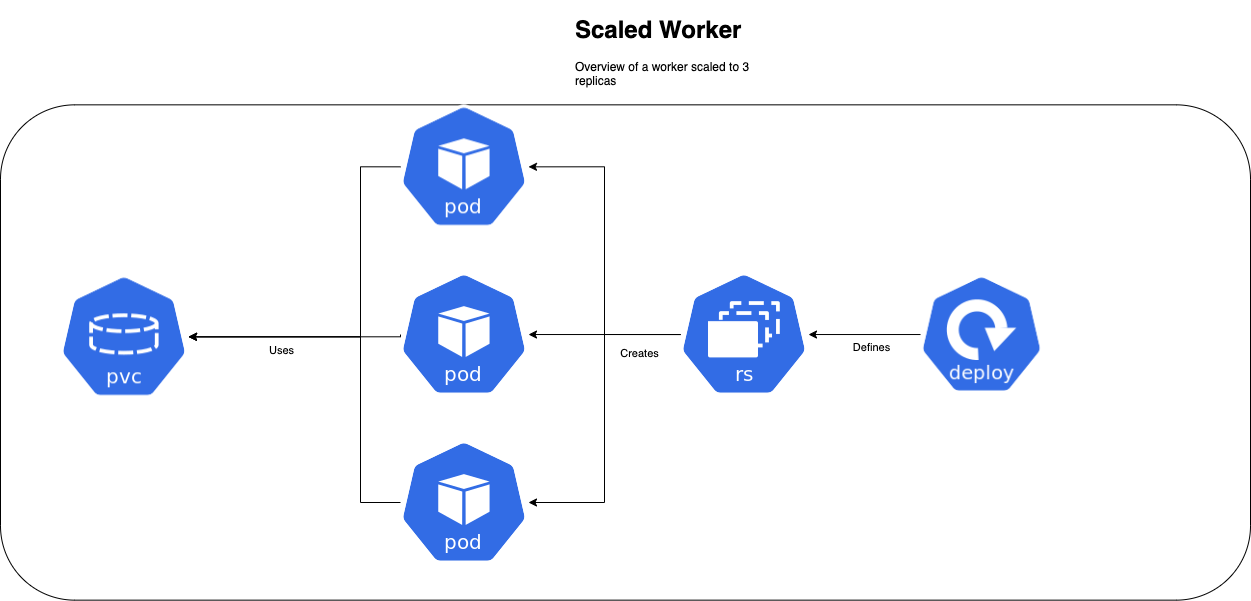 Scaled Worker
Overview of a worker scaled to 3
replicas
pod
pvc
Uses
pod
Creates
rs
Defines
deploy
pod